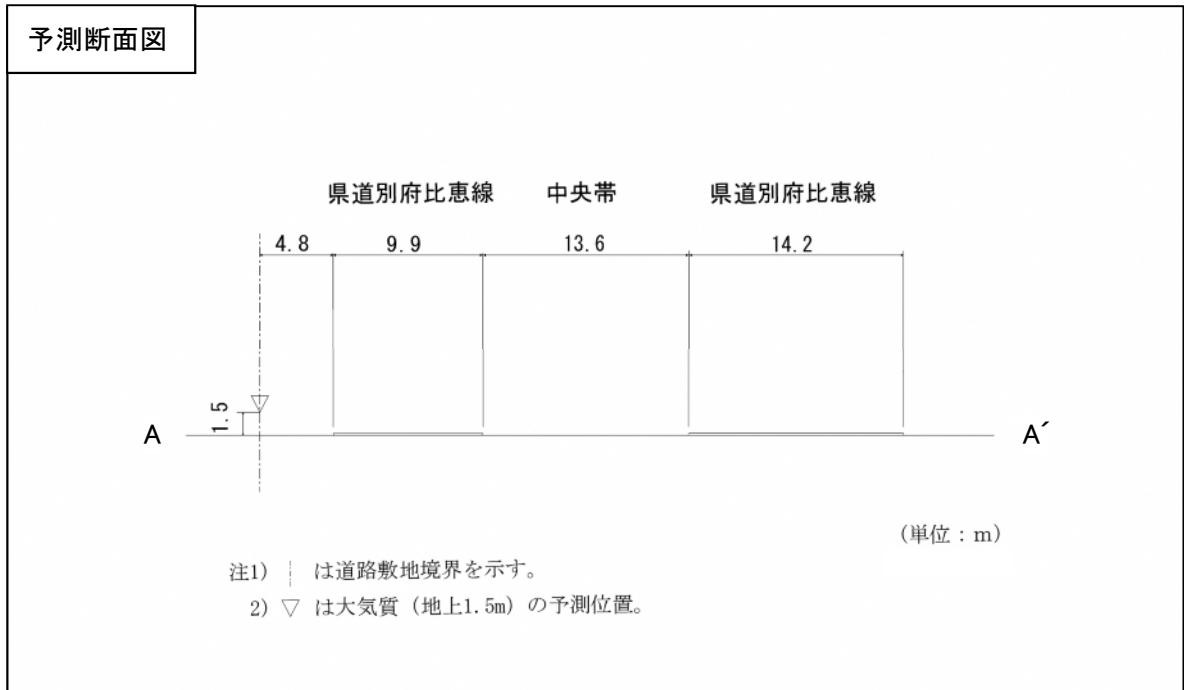 予測断面図
県道別府比恵線 中央帯 県道別府比恵線
4.8 9.9 13.6 14.2
1.5
A A´
(単位：m)
注1) ¦ は道路敷地境界を示す。
2) ▽ は大気質（地上1.5m）の予測位置。